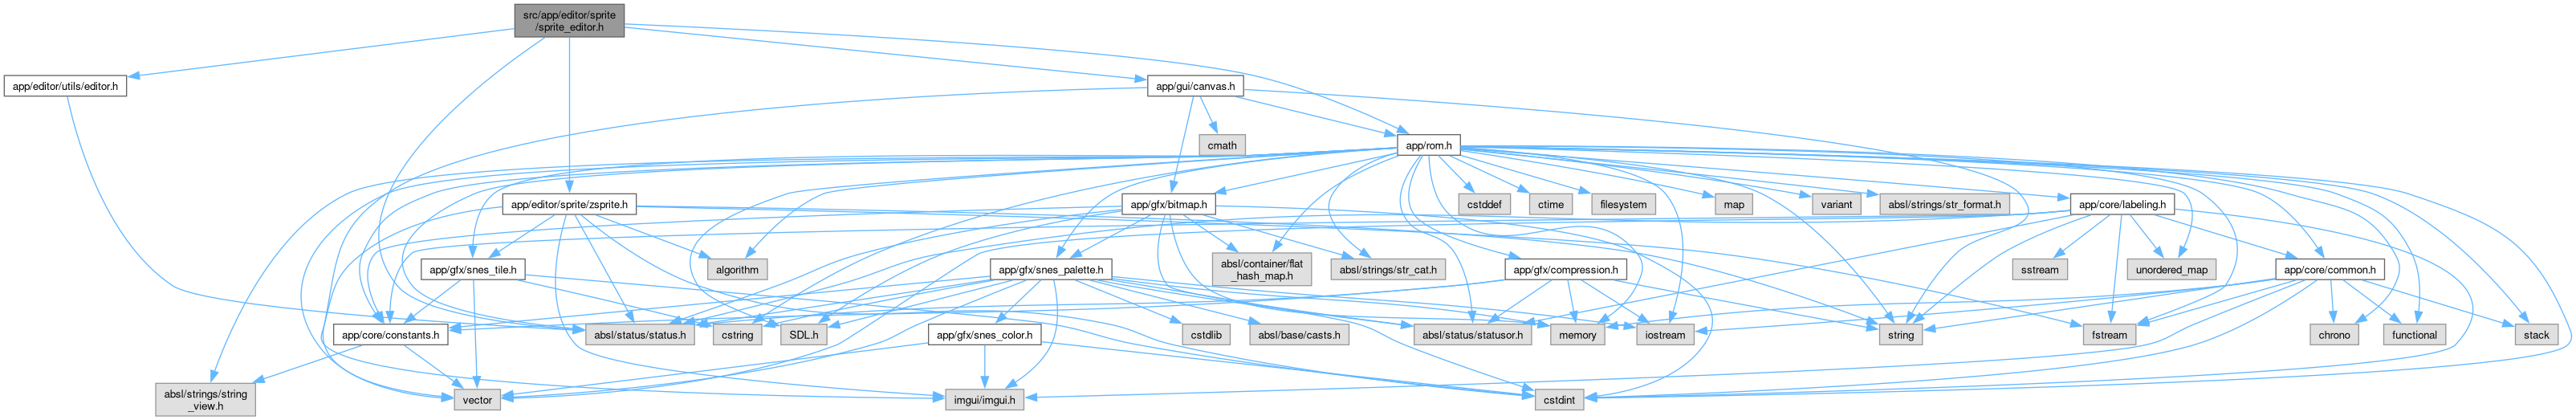 src/app/editor/sprite
/sprite_editor.h
app/editor/utils/editor.h
app/gui/canvas.h
cmath
app/rom.h
app/editor/sprite/zsprite.h
app/gfx/bitmap.h
cstddef
ctime
filesystem
map
variant
absl/strings/str_format.h
app/core/labeling.h
app/gfx/snes_tile.h
algorithm
app/gfx/snes_palette.h
absl/container/flat
_hash_map.h
absl/strings/str_cat.h
app/gfx/compression.h
sstream
unordered_map
app/core/common.h
app/core/constants.h
absl/status/status.h
cstring
SDL.h
app/gfx/snes_color.h
cstdlib
absl/base/casts.h
absl/status/statusor.h
memory
iostream
string
fstream
chrono
functional
stack
absl/strings/string
_view.h
vector
imgui/imgui.h
cstdint